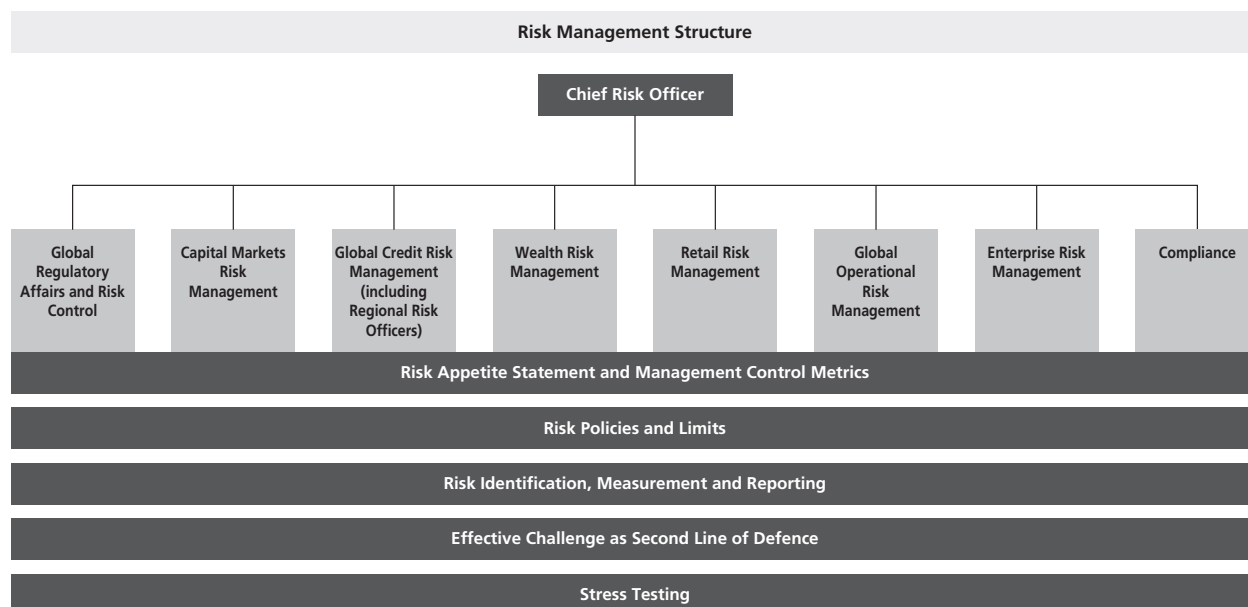 Risk Management Structure
Chief Risk Officer
Global
Regulatory
Affairs and Risk
Control
Capital Markets
Risk
Management
Global Credit Risk
Management
(including
Regional Risk
Officers)
Wealth Risk
Management
Retail Risk
Management
Global
Operational
Risk
Management
Enterprise Risk
Management
Compliance
Risk Appetite Statement and Management Control Metrics
Risk Policies and Limits
Risk Identification, Measurement and Reporting
Effective Challenge as Second Line of Defence
Stress Testing